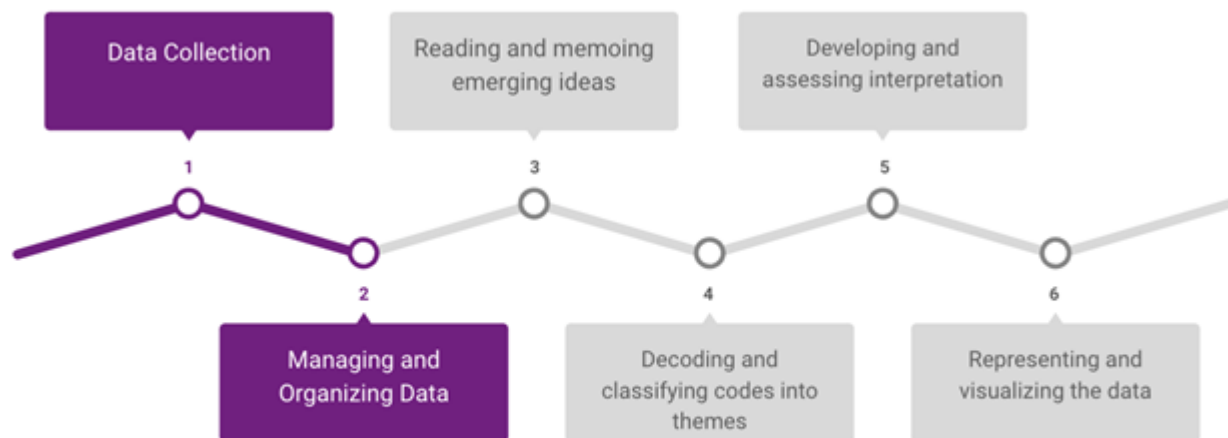 Data Collection
Reading and memoing
emerging ideas
Developing and
assessing interpretation
1
3
5
2
4
6
Managing and
Organizing Data
Decoding and
classifying codes into
themes
Representing and
visualizing the data